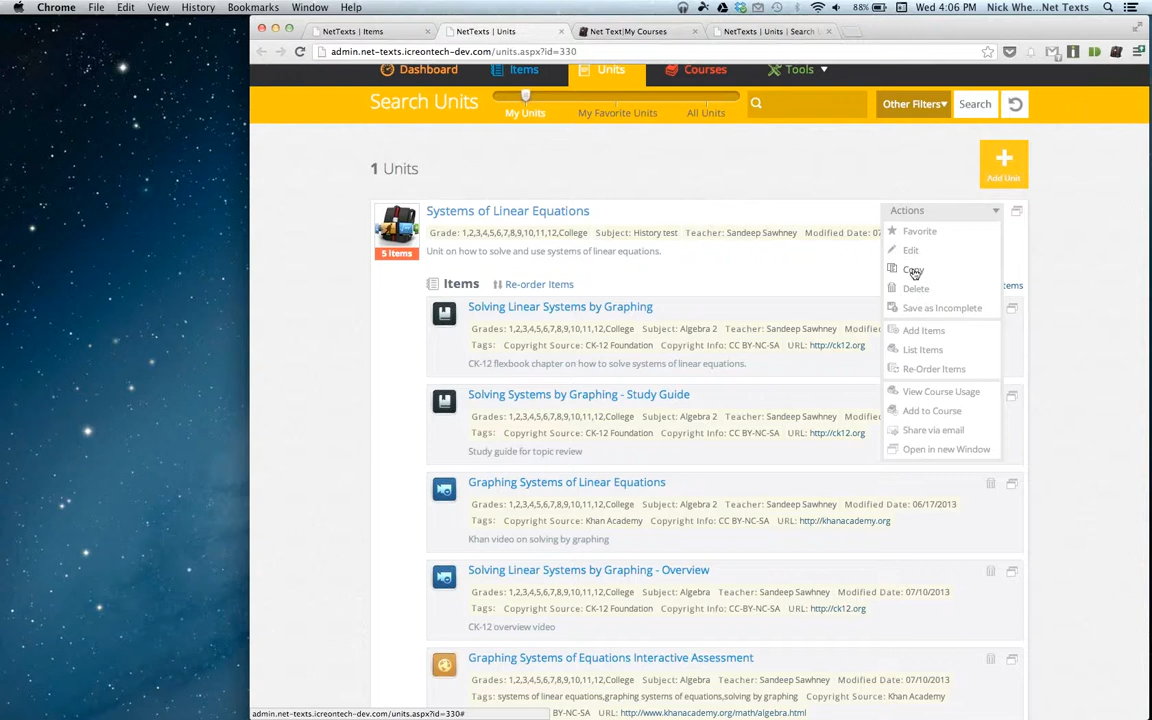 Chrome File Edit View History Bookmarks Window Help 88% Wed 4:06 PM Nick Whe...Net Texts
NetTexts | Items NetTexts | Units Net Text|My Courses NetTexts | Units | Search U
admin.net-texts.icreontech-dev.com/units.aspx?id=330
Dashboard Items Units Courses Tools
Search Units My Units My Favorite Units All Units Other Filters Search
1 Units
Add Unit
Systems of Linear Equations
Grade: 1,2,3,4,5,6,7,8,9,10,11,12,College Subject: History test Teacher: Sandeep Sawhney Modified Date: 07
5 Items
Unit on how to solve and use systems of linear equations.
Actions
Favorite
Edit
Copy
Delete
Save as Incomplete
Add Items
List Items
Re-Order Items
View Course Usage
Add to Course
Share via email
Open in new Window
Items Re-order Items ems
Solving Linear Systems by Graphing
Grades: 1,2,3,4,5,6,7,8,9,10,11,12,College Subject: Algebra 2 Teacher: Sandeep Sawhney Modified
Tags: Copyright Source: CK-12 Foundation Copyright Info: CC BY-NC-SA URL: http://ck12.org
CK-12 flexbook chapter on how to solve systems of linear equations.
Solving Systems by Graphing - Study Guide
Grades: 1,2,3,4,5,6,7,8,9,10,11,12,College Subject: Algebra 2 Teacher: Sandeep Sawhney Modified
Tags: Copyright Source: CK-12 Foundation Copyright Info: CC BY-NC-SA URL: http://ck12.org
Study guide for topic review
Graphing Systems of Linear Equations
Grades: 1,2,3,4,5,6,7,8,9,10,11,12,College Subject: Algebra 2 Teacher: Sandeep Sawhney Modified Date: 06/17/2013
Tags: Copyright Source: Khan Academy Copyright Info: CC BY-NC-SA URL: http://khanacademy.org
Khan video on solving by graphing
Solving Linear Systems by Graphing - Overview
Grades: 1,2,3,4,5,6,7,8,9,10,11,12,College Subject: Algebra Teacher: Sandeep Sawhney Modified Date: 07/10/2013
Tags: Copyright Source: CK-12 Foundation Copyright Info: CC-BY-NC-SA URL: http://ck12.org
CK-12 overview video
Graphing Systems of Equations Interactive Assessment
Grades: 1,2,3,4,5,6,7,8,9,10,11,12,College Subject: Algebra 2 Teacher: Sandeep Sawhney Modified Date: 07/10/2013
Tags: systems of linear equations,graphing systems of equations,solving by graphing Copyright Source: Khan Academy
BY-NC-SA URL: http://www.khanacademy.org/math/algebra.html
admin.net-texts.icreontech-dev.com/units.aspx?id=330#